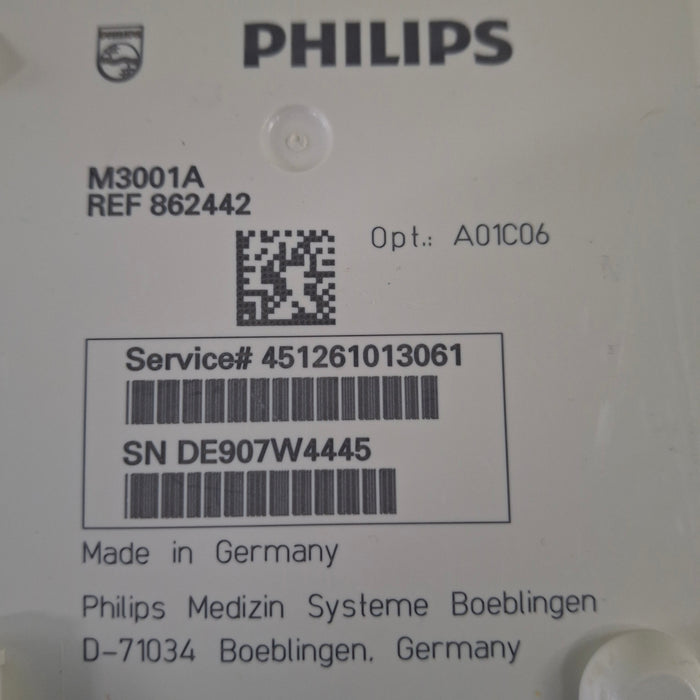 PHILIPS
M3001A
REF 862442
Opt.: A01C06
Service# 451261013061
SN DE907W4445
Made in Germany
Philips Medizin Systeme Boeblingen
D-71034 Boeblingen, Germany